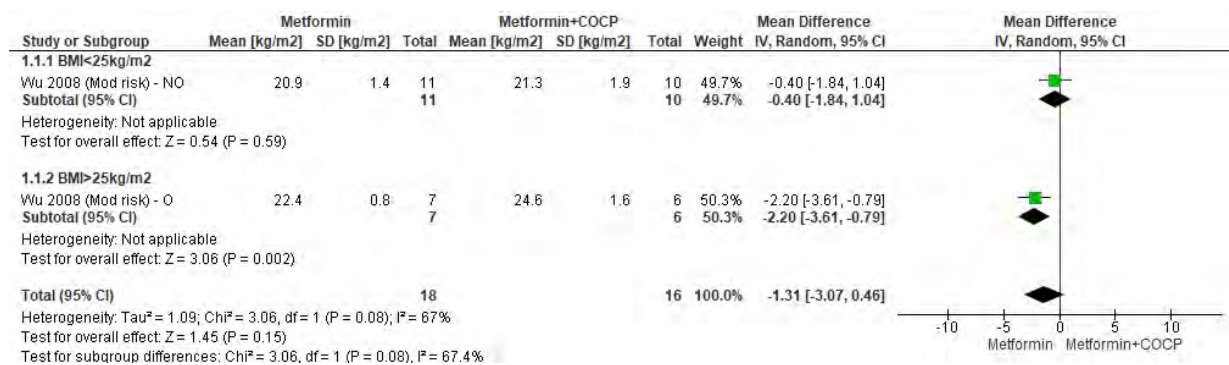 Metformin Metformin+COCP Mean Difference Mean Difference
Study or Subgroup Mean [kg/m2] SD [kg/m2] Total Mean [kg/m2] SD [kg/m2] Total Weight IV, Random, 95% CI IV, Random, 95% CI
1.1.1 BMI<25kg/m2
Wu 2008 (Mod risk) - NO 20.9 1.4 11 21.3 1.9 10 49.7% -0.40 [-1.84, 1.04]
Subtotal (95% CI) 11 10 49.7% -0.40 [-1.84, 1.04]
Heterogeneity: Not applicable
Test for overall effect: Z = 0.54 (P = 0.59)
1.1.2 BMI>25kg/m2
Wu 2008 (Mod risk) - O 22.4 0.8 7 24.6 1.6 6 50.3% -2.20 [-3.61, -0.79]
Subtotal (95% CI) 7 6 50.3% -2.20 [-3.61, -0.79]
Heterogeneity: Not applicable
Test for overall effect: Z = 3.06 (P = 0.002)
Total (95% CI) 18 16 100.0% -1.31 [-3.07, 0.46]
Heterogeneity: Tau² = 1.09; Chi² = 3.06, df = 1 (P = 0.08); I² = 67%
Test for overall effect: Z = 1.45 (P = 0.15)
Test for subgroup differences: Chi² = 3.06, df = 1 (P = 0.08), I² = 67.4%
-10 -5 0 5 10
Metformin Metformin+COCP